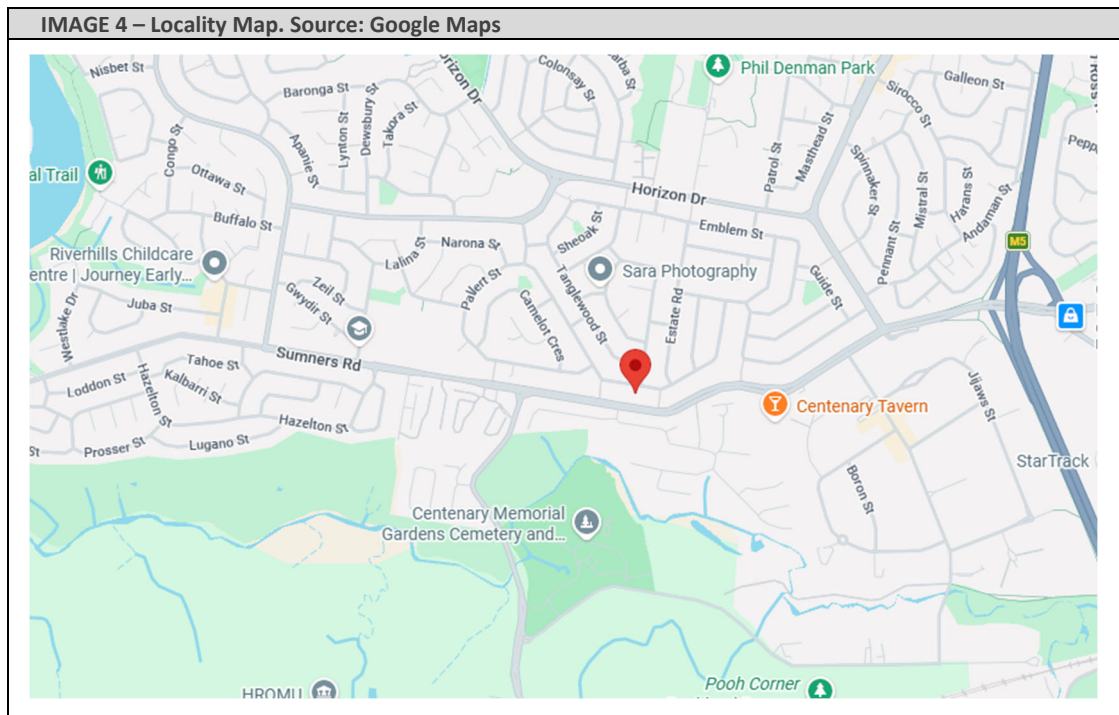 IMAGE 4 – Locality Map. Source: Google Maps
Nisbet St
Baronga St
Colonsay St
Phil Denman Park
Galleon St
Horizon Dr
Lynton St
Dewsbury St
Takora St
Sirocco St
al Trail
Congo St
Apanie St
Patrol St
Masthead St
Ottawa St
Horizon Dr
Spinnaker St
Mistral St
Harans St
Andaman St
Buffalo St
Sheoak St
Emblem St
M5
Riverhills Childcare
entre | Journey Early...
Lalina St
Narona St
Sara Photography
Pennant St
Westlake Dr
Juba St
Zeil St
Gwydir St
Pavert St
Tanglewood St
Camelot Cres
Estate Rd
Guide St
Sumners Rd
Loddon St
Hazelton St
Tahoe St
Kalbarri St
Centenary Tavern
Jijaws St
Hazelton St
St
Prosser St
Lugano St
StarTrack
Boron St
Centenary Memorial
Gardens Cemetery and...
HROMU
Pooh Corner